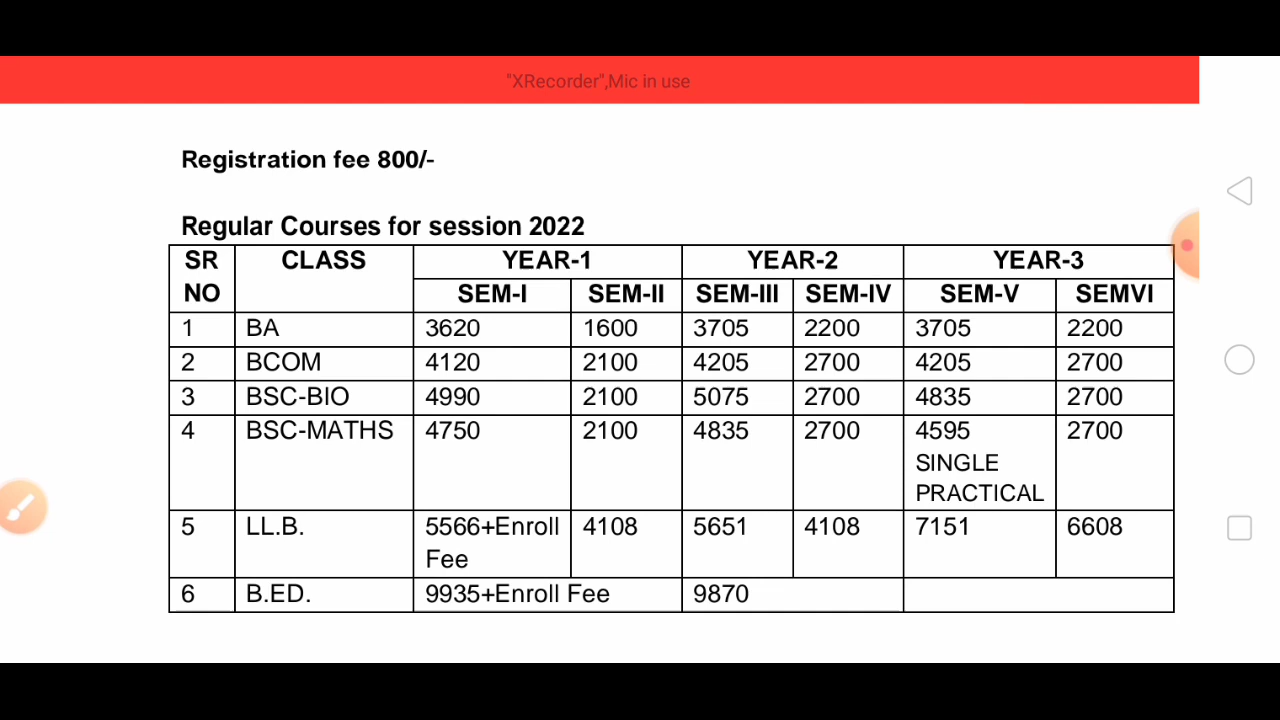 "XRecorder",Mic in use
Registration fee 800/-
Regular Courses for session 2022
SR NO CLASS YEAR-1 YEAR-2 YEAR-3
SEM-I SEM-II SEM-III SEM-IV SEM-V SEMVI
1 BA 3620 1600 3705 2200 3705 2200
2 BCOM 4120 2100 4205 2700 4205 2700
3 BSC-BIO 4990 2100 5075 2700 4835 2700
4 BSC-MATHS 4750 2100 4835 2700 4595 2700
SINGLE
PRACTICAL
5 LL.B. 5566+Enroll 4108 5651 4108 7151 6608
Fee
6 B.ED. 9935+Enroll Fee 9870